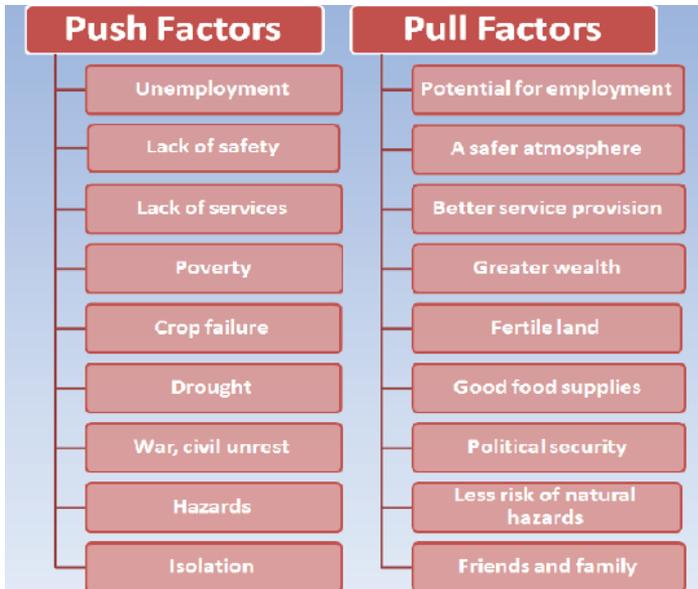 Push Factors
Unemployment
Lack of safety
Lack of services
Poverty
Crop failure
Drought
War, civil unrest
Hazards
Isolation
Pull Factors
Potential for employment
A safer atmosphere
Better service provision
Greater wealth
Fertile land
Good food supplies
Political security
Less risk of natural
hazards
Friends and family